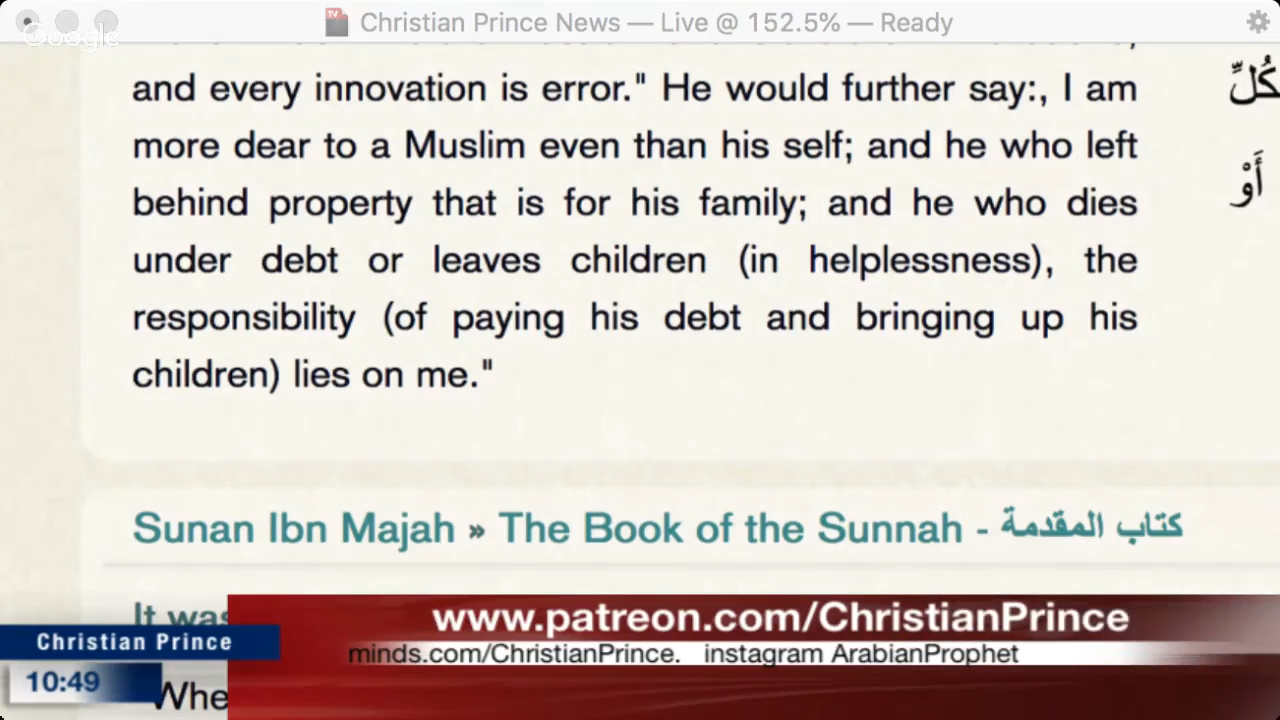 Christian Prince News — Live @ 152.5% — Ready
Google
and every innovation is error." He would further say:, I am
more dear to a Muslim even than his self; and he who left
behind property that is for his family; and he who dies
under debt or leaves children (in helplessness), the
responsibility (of paying his debt and bringing up his
children) lies on me."
كُلِّ
أَوْ
Sunan Ibn Majah » The Book of the Sunnah - كتاب المقدمة
It was
www.patreon.com/ChristianPrince
Christian Prince
minds.com/ChristianPrince. instagram ArabianProphet
10:49
Whe